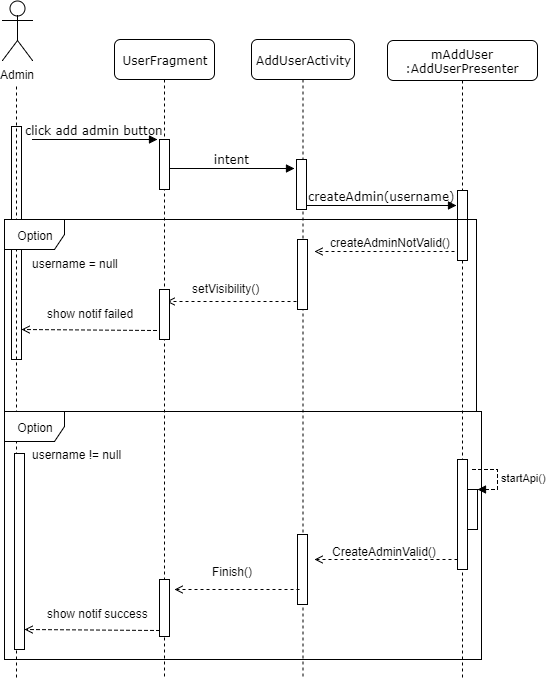 Admin
UserFragment
AddUserActivity
mAddUser
:AddUserPresenter
click add admin button
intent
createAdmin(username)
Option
createAdminNotValid()
username = null
setVisibility()
show notif failed
Option
username != null
startApi()
CreateAdminValid()
Finish()
show notif success